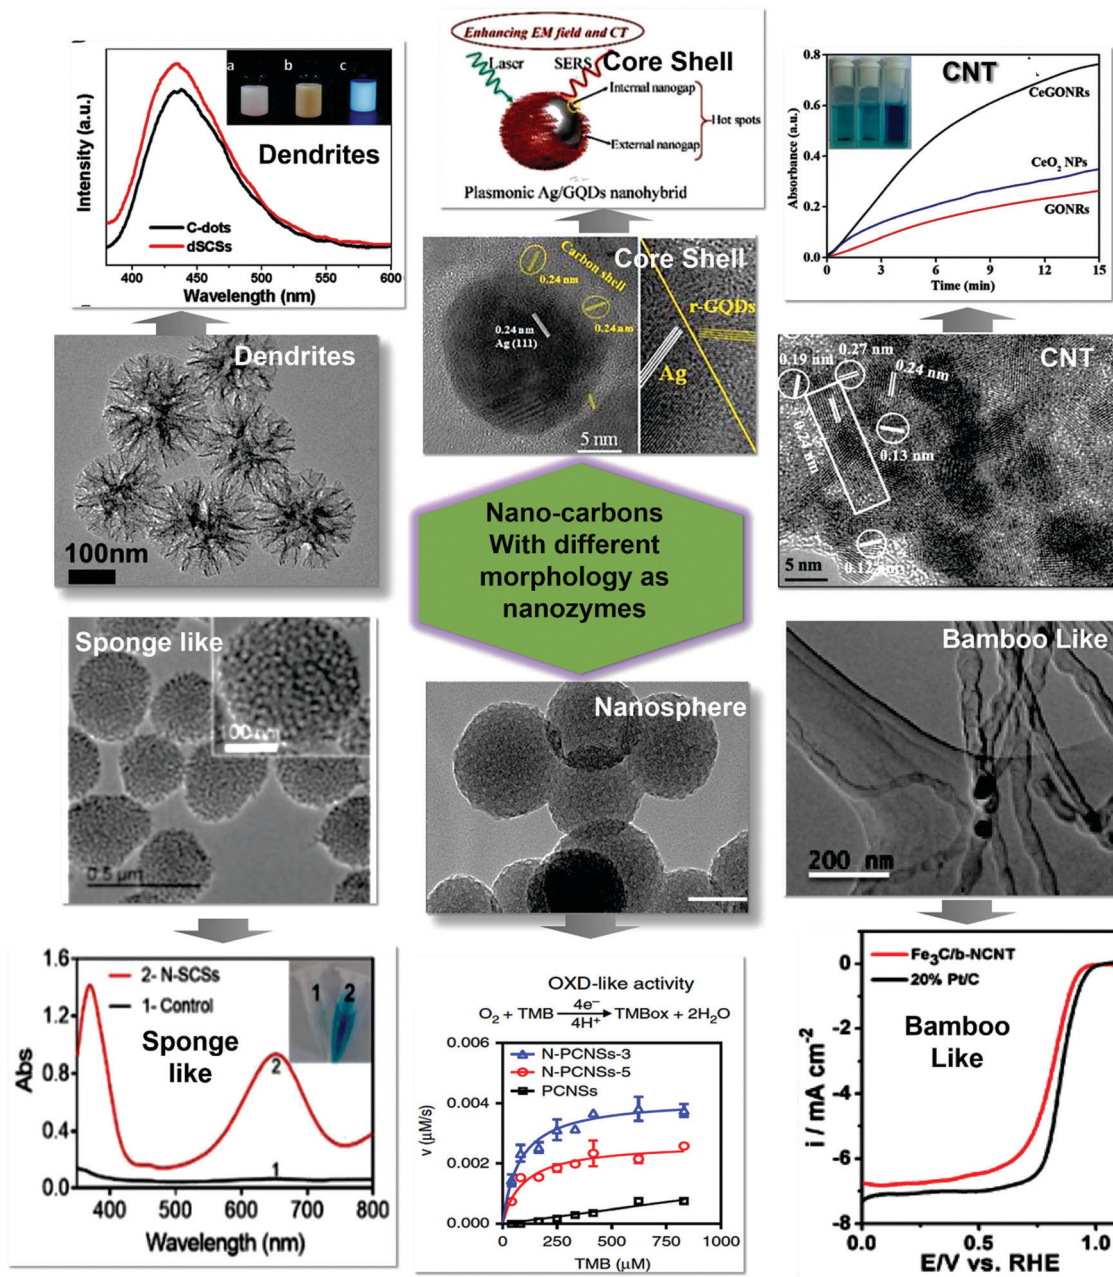 Intensity (a.u.)
a b c
Dendrites
C-dots
dSCSs
400 450 500 550 600
Wavelength (nm)
Enhancing EM field and CT
Laser SERS
Core Shell
Internal nanogap
Hot spots
External nanogap
Plasmonic Ag/GQDs nanohybrid
CNT
CeGONRs
CeO2 NPs
GONRs
Absorbance (a.u.)
0.8
0.6
0.4
0.2
0.0
0 3 6 9 12 15
Time (min)
Dendrites
100nm
Core Shell
Carbon shell
0.24 nm
0.24 nm
0.24 nm
Ag (111)
5 nm
r-GQDs
Ag
CNT
0.19 nm
0.27 nm
0.24 nm
0.24 nm
0.13 nm
0.12 nm
5 nm
Nano-carbons
With different
morphology as
nanozymes
Sponge like
100 nm
0.5 µm
Nanosphere
Bamboo Like
200 nm
1.6
1.2
0.8
0.4
0.0
Abs
2- N-SCSs
1- Control
1 2
Sponge
like
2
1
400 500 600 700 800
Wavelength (nm)
OXD-like activity
O2 + TMB 4e− 4H+ TMBox + 2H2O
0.006
0.004
0.002
0.000
v (µM/s)
N-PCNSs-3
N-PCNSs-5
PCNSs
0 250 500 750 1000
TMB (µM)
Fe3C/b-NCNT
20% Pt/C
Bamboo
Like
0
-2
-4
-6
-8
i / mA cm-2
0.0 0.5 1.0
E/V vs. RHE